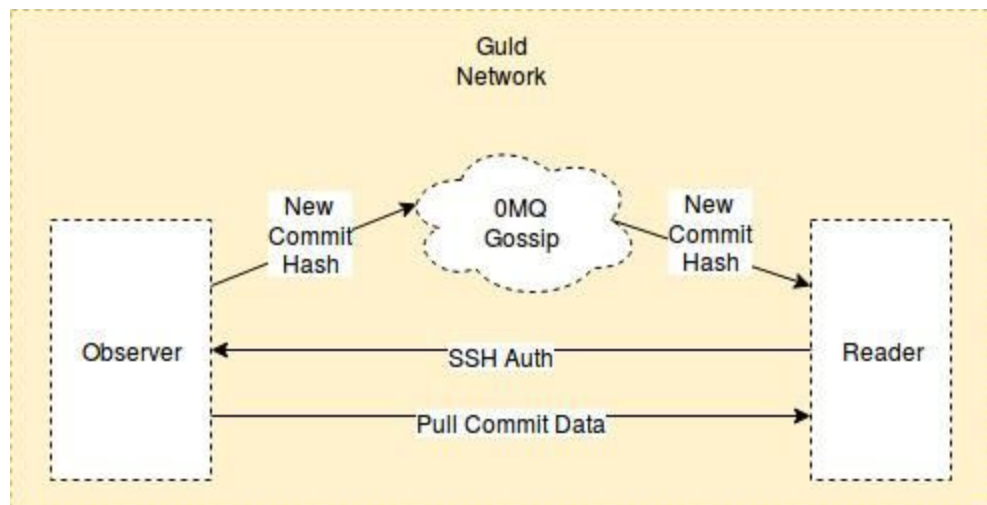 Guld
Network
0MQ
Gossip
New
Commit
Hash
New
Commit
Hash
Observer
Reader
SSH Auth
Pull Commit Data